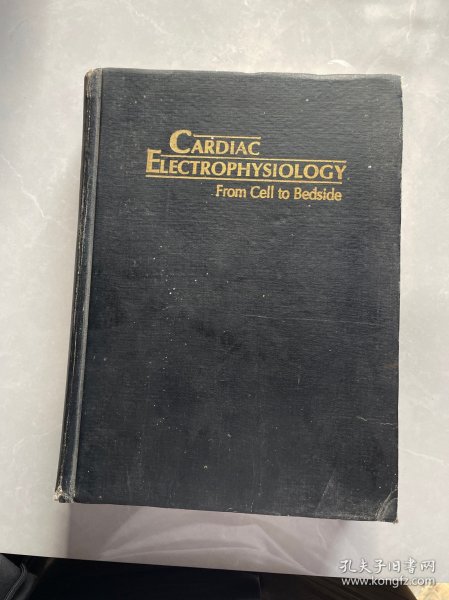 CARDIAC
ELECTROPHYSIOLOGY
From Cell to Bedside
孔夫子旧书网
www.kongfz.com